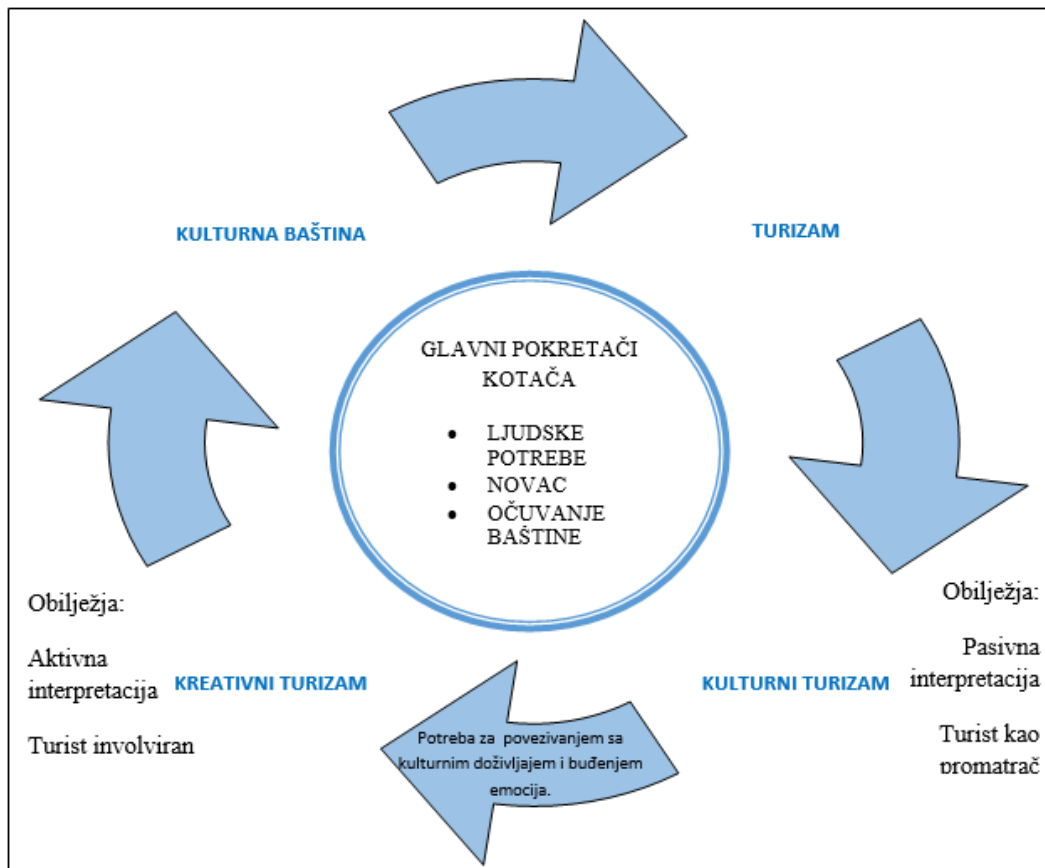 KULTURNA BAŠTINA
TURIZAM
GLAVNI POKRETAČI
KOTAČA
• LJUDSKE
POTREBE
• NOVAC
• OČUVANJE
BAŠTINE
Obilježja:
Aktivna
interpretacija
Turist involviran
KREATIVNI TURIZAM
KULTURNI TURIZAM
Obilježja:
Pasivna
interpretacija
Turist kao
promatrač
Potreba za povezivanjem sa
kulturnim doživljajem i buđenjem
emocija.